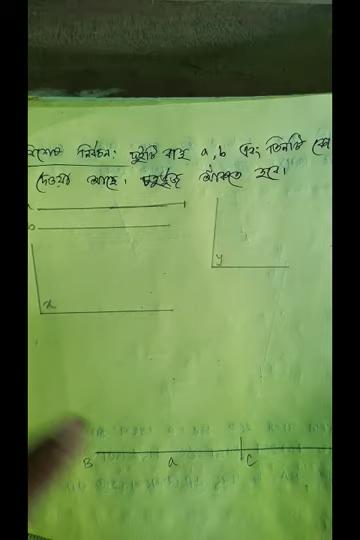 বিশেষ নির্বচন: দুইটি বাহু a, b এবং তিনটি কোণ
দেওয়া আছে। চতুর্ভুজ আঁকতে হবে।
b
y
x
B a C